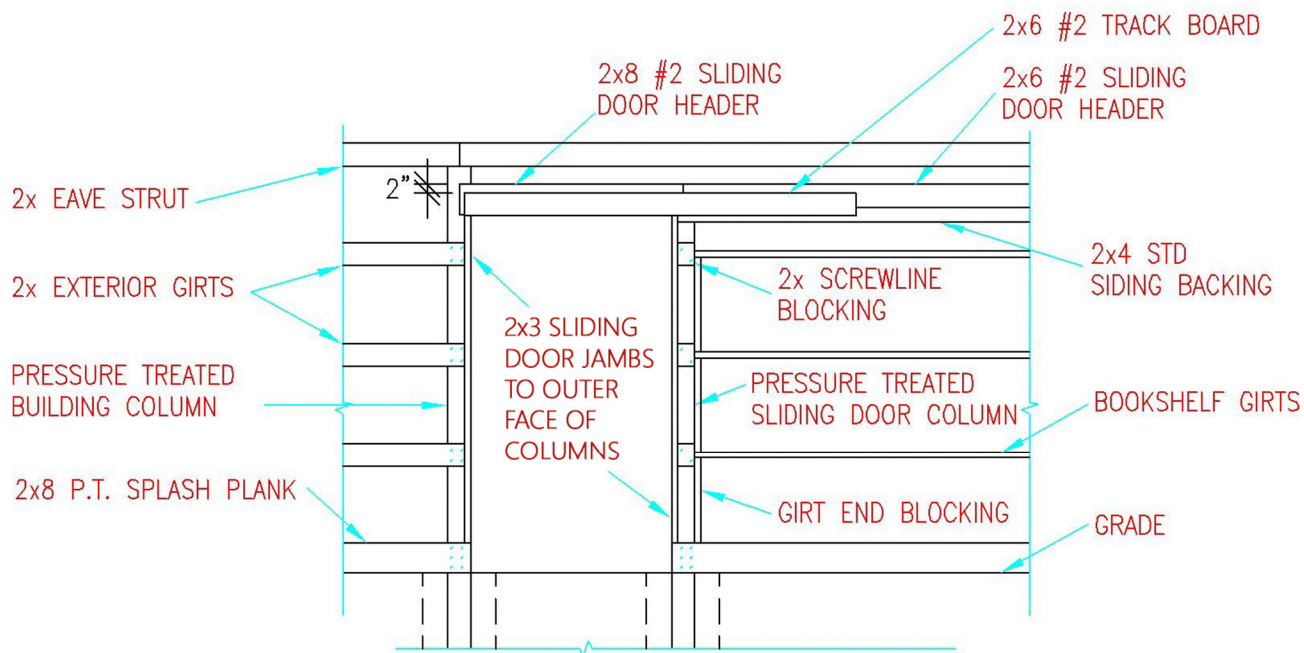 2x6 #2 TRACK BOARD
2x8 #2 SLIDING
DOOR HEADER
2x6 #2 SLIDING
DOOR HEADER
2"
2x EAVE STRUT
2x EXTERIOR GIRTS
2x SCREWLINE
BLOCKING
2x4 STD
SIDING BACKING
2x3 SLIDING
DOOR JAMBS
TO OUTER
FACE OF
COLUMNS
PRESSURE TREATED
BUILDING COLUMN
PRESSURE TREATED
SLIDING DOOR COLUMN
BOOKSHELF GIRTS
2x8 P.T. SPLASH PLANK
GIRT END BLOCKING
GRADE